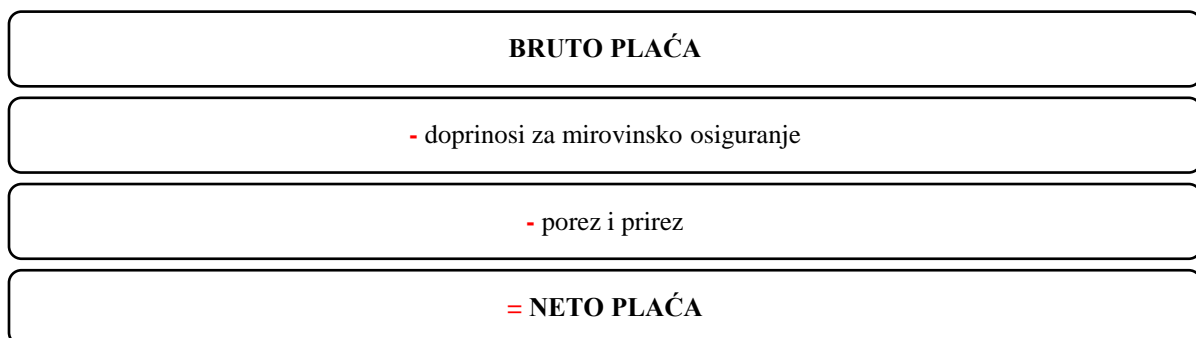 BRUTO PLAĆA
- doprinosi za mirovinsko osiguranje
- porez i prirez
= NETO PLAĆA